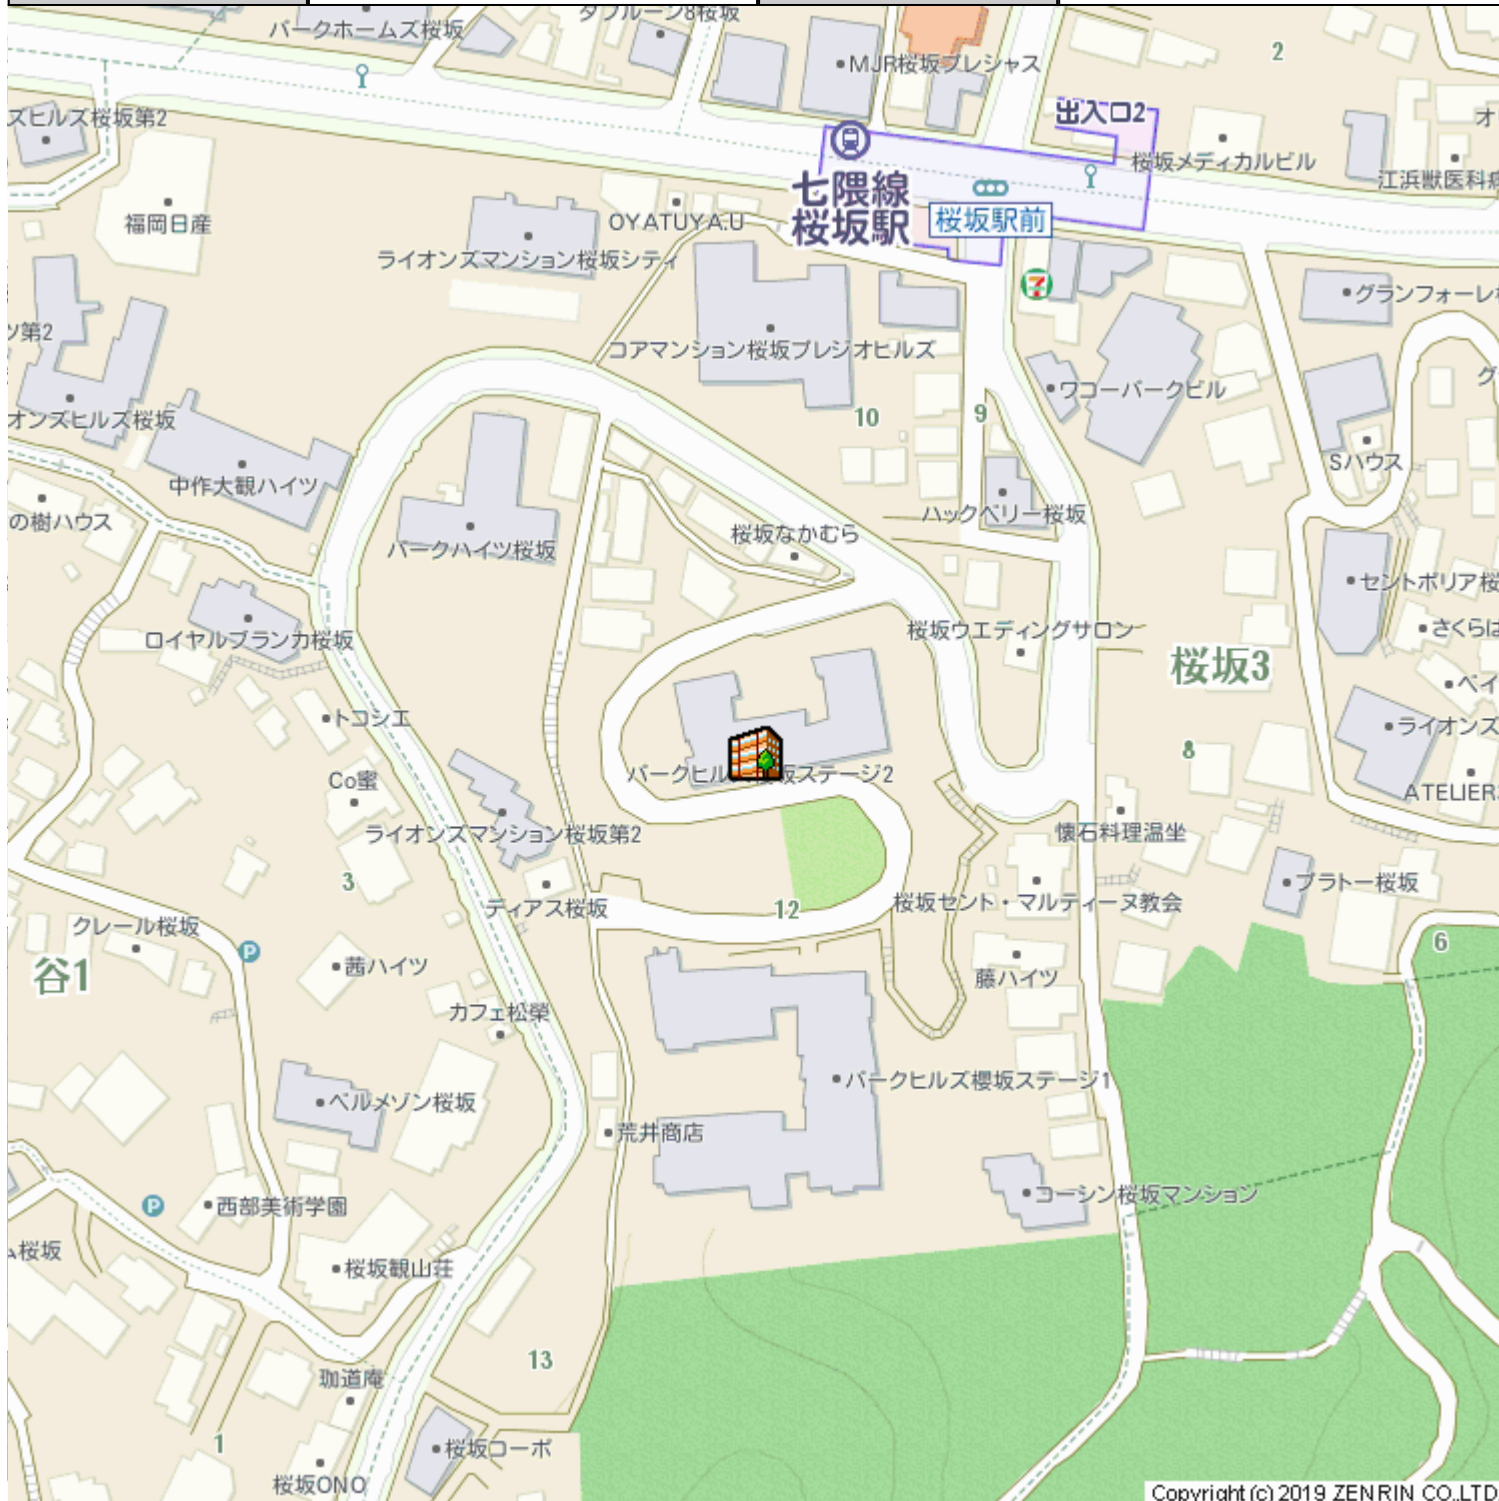 ダブルーン8桜坂
パークホームズ桜坂
MJR桜坂プレシャス
2
出入口2
ズヒルズ桜坂第2
桜坂メディカルビル
江浜獣医科病
福岡日産
OYATUYA.U
七隈線
桜坂駅
桜坂駅前
ライオンズマンション桜坂シティ
7
グランフォーレ
ツ第2
コアマンション桜坂プレジオヒルズ
ワコーパークビル
10
9
オンズヒルズ桜坂
Sハウス
中作大観ハイツ
の樹ハウス
ハックベリー桜坂
パークハイツ桜坂
桜坂なかむら
セントポリア桜
ロイヤルブランカ桜坂
桜坂ウエディングサロン
さくらは
桜坂3
ベイ
トコシエ
ライオンズ
8
Co蜜
パークヒル
桜坂ステージ2
ATELIER
ライオンズマンション桜坂第2
懐石料理温坐
3
プラトー桜坂
ディアス桜坂
12
桜坂セント・マルティーヌ教会
クレール桜坂
6
P
谷1
茜ハイツ
藤ハイツ
カフェ松榮
パークヒルズ櫻坂ステージ1
ベルメゾン桜坂
荒井商店
コーシン桜坂マンション
P
西部美術学園
ム桜坂
桜坂観山荘
13
珈道庵
1
桜坂コーポ
桜坂ONO
Copyright (c) 2019 ZENRIN CO.,LTD